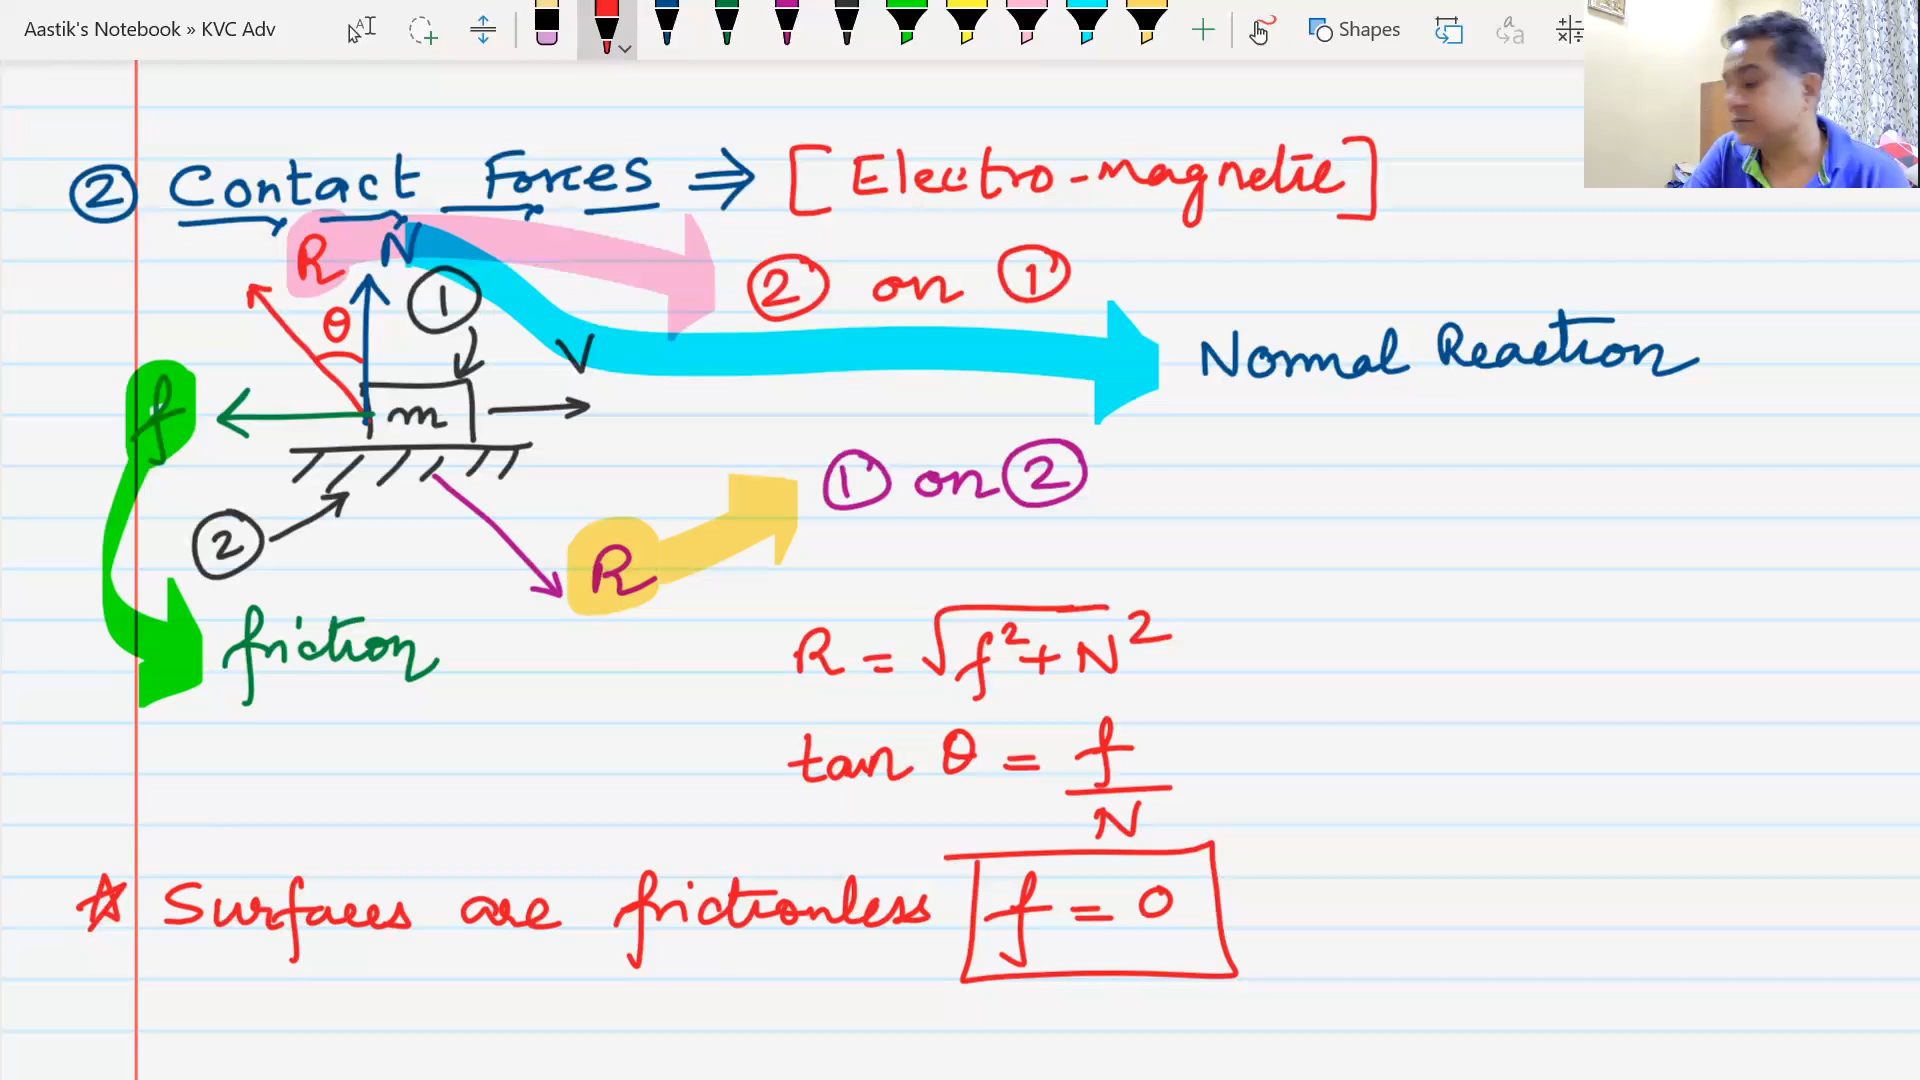 Aastik's Notebook » KVC Adv
Shapes
② Contact Forces ⇒ [Electro-magnetic]
R N
① ② on ①
θ
V Normal Reaction
f m
① on ②
②
R
friction
R = √f²+N²
tan θ = f/N
☆ Surfaces are frictionless f = 0